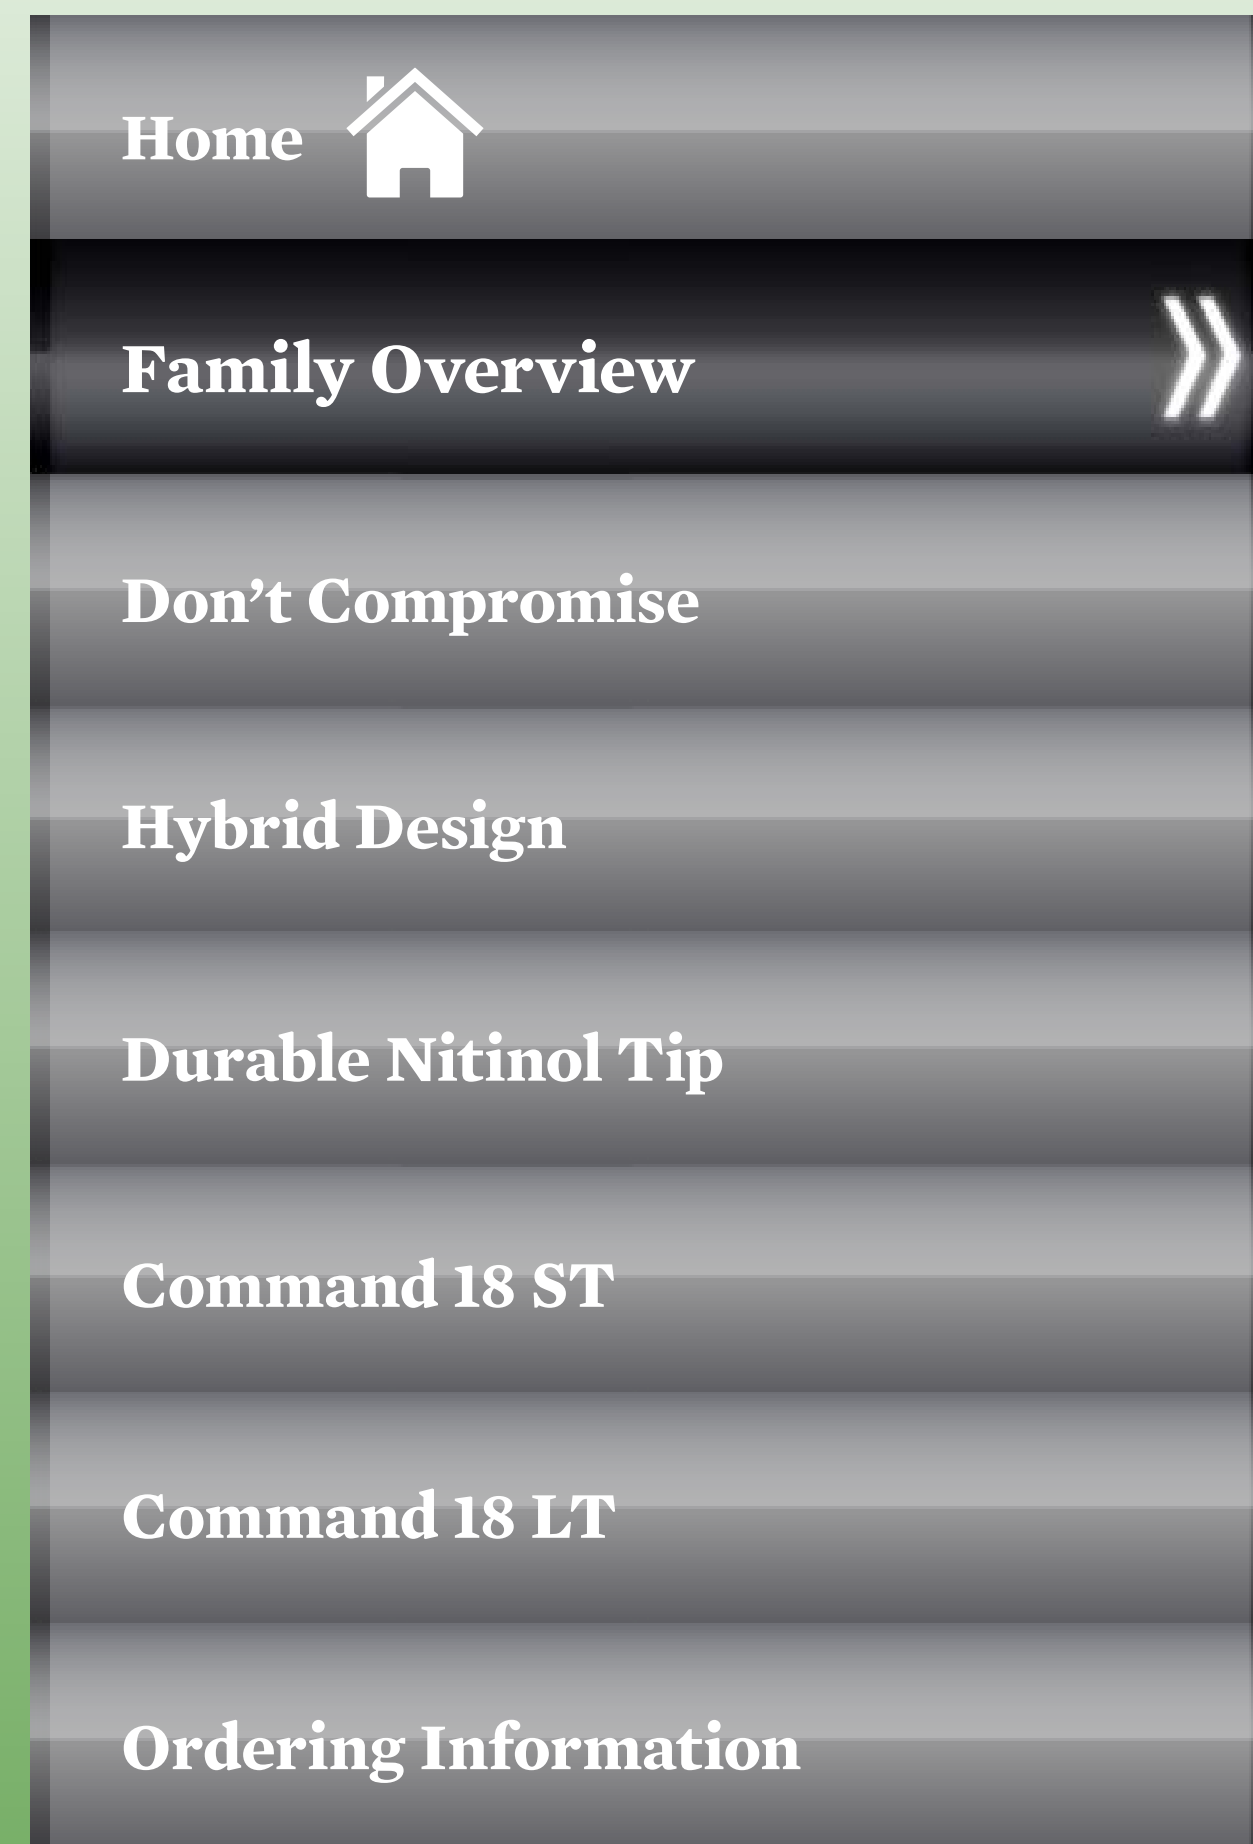 Home
Family Overview
Don’t Compromise
Hybrid Design
Durable Nitinol Tip
Command 18 ST
Command 18 LT
Ordering Information